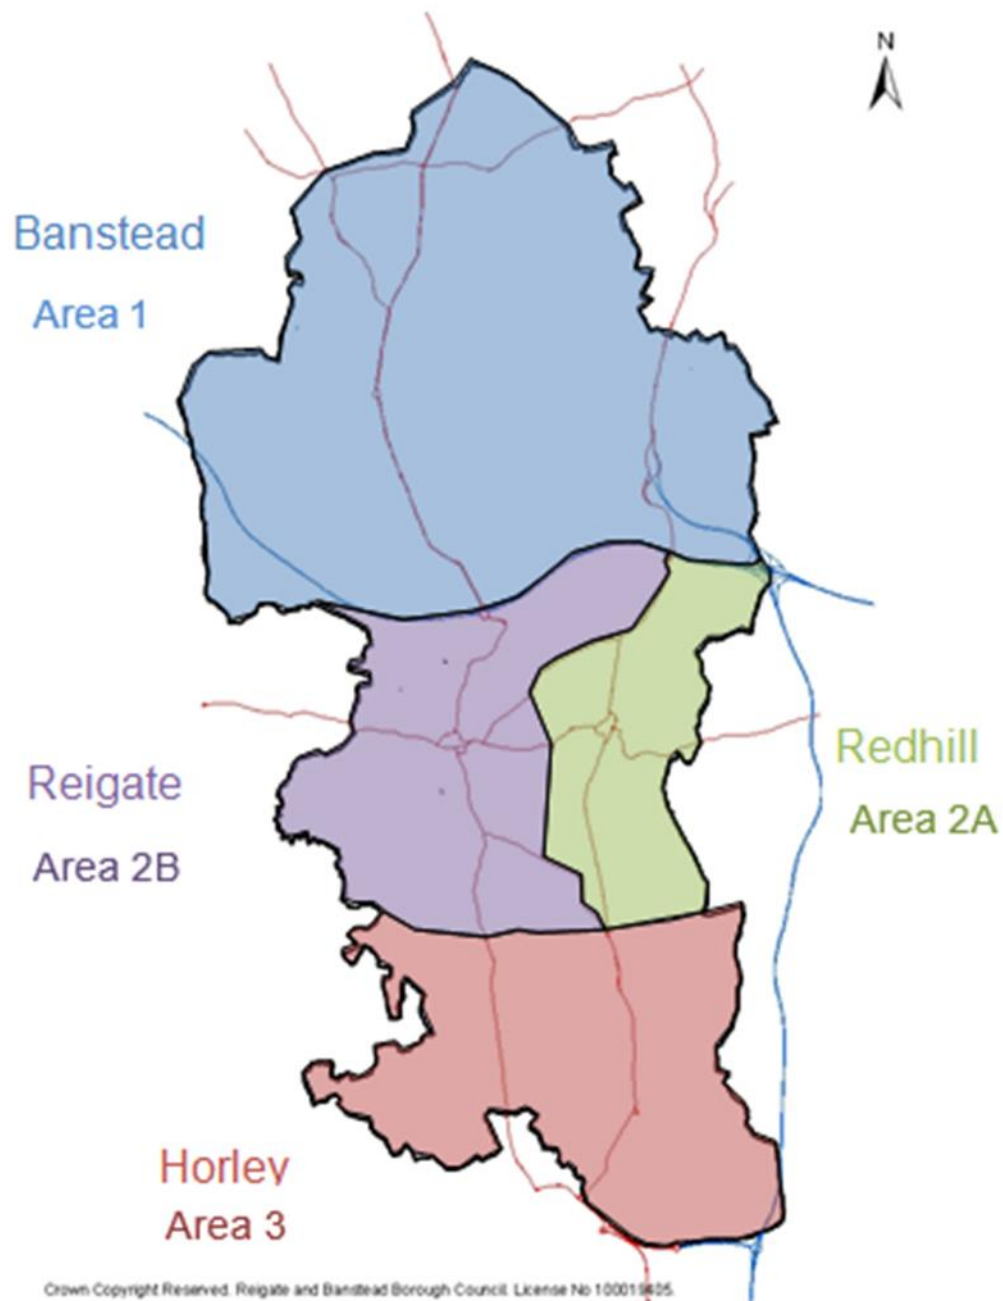 N
Banstead
Area 1
Redhill
Area 2A
Reigate
Area 2B
Horley
Area 3
Crown Copyright Reserved. Reigate and Banstead Borough Council. License No 100019405.